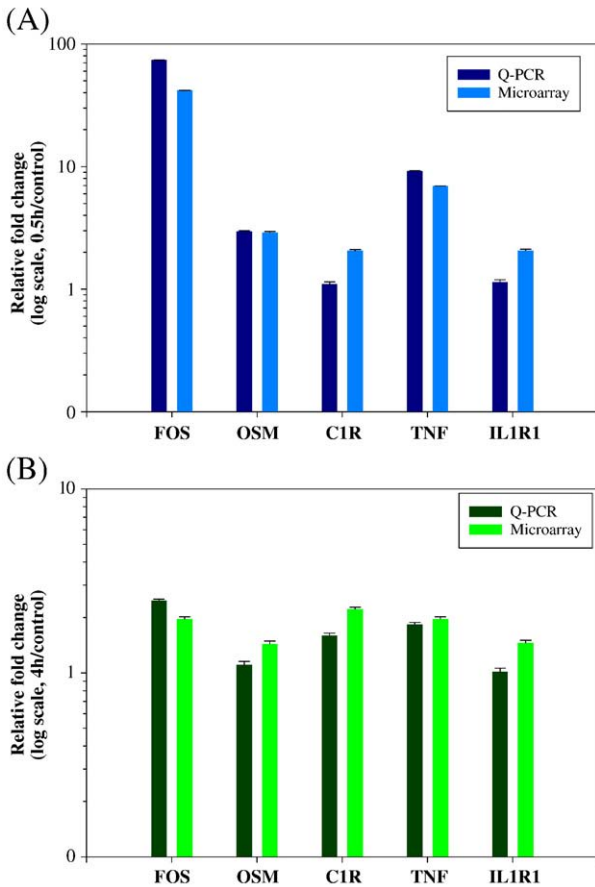 (A)
100
10
1
0
Relative fold change
(log scale, 0.5h/control)
Q-PCR
Microarray
FOS OSM C1R TNF IL1R1
(B)
10
1
0
Relative fold change
(log scale, 4h/control)
Q-PCR
Microarray
FOS OSM C1R TNF IL1R1